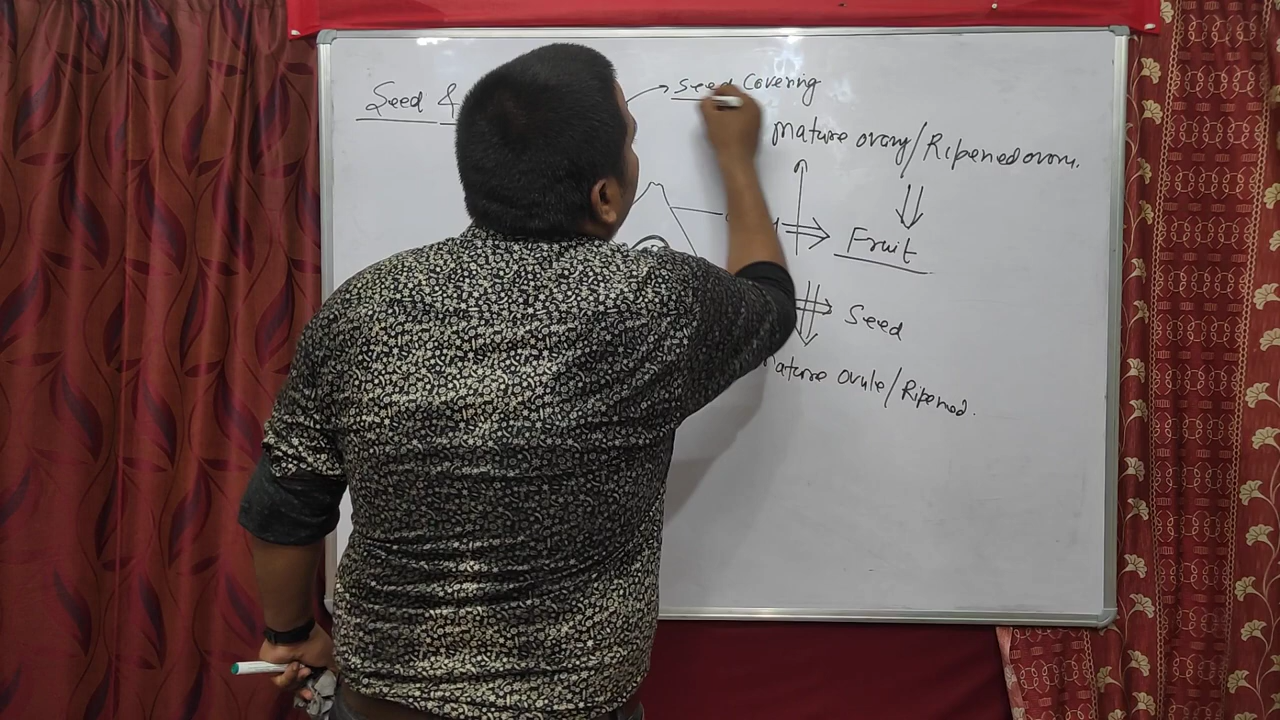 Seed &
Seed Covering
Mature ovary/Ripened ovary.
Fruit
Seed
Mature ovule/Ripened.